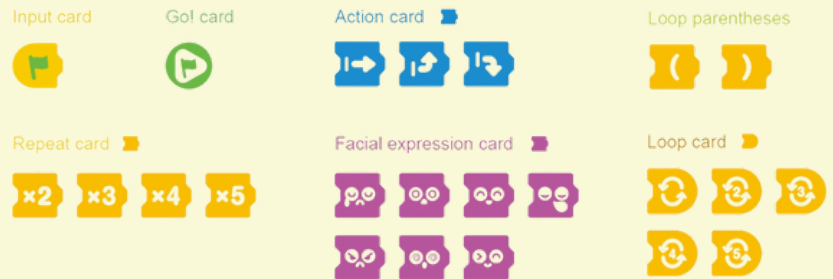 Input card
Go! card
Action card
Loop parentheses
( )
Repeat card
Facial expression card
Loop card
×2 ×3 ×4 ×5
2 3
4 5